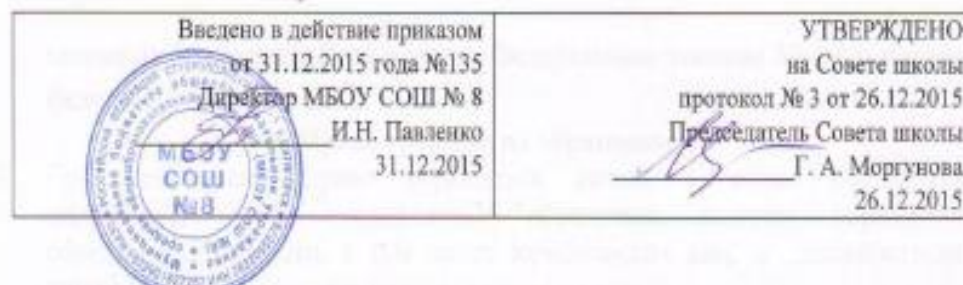 Введено в действие приказом
от 31.12.2015 года №135
Директор МБОУ СОШ № 8
И.Н. Павленко
31.12.2015
УТВЕРЖДЕНО
на Совете школы
протокол № 3 от 26.12.2015
Председатель Совета школы
Г. А. Моргунова
26.12.2015
МБОУ
СОШ
№8